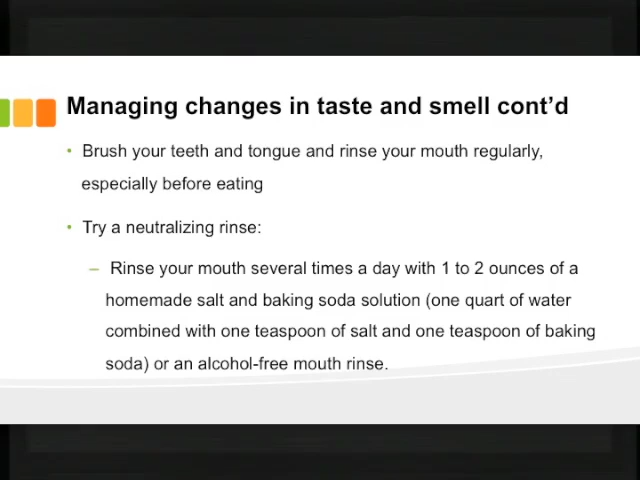 Managing changes in taste and smell cont’d
• Brush your teeth and tongue and rinse your mouth regularly,
especially before eating
• Try a neutralizing rinse:
– Rinse your mouth several times a day with 1 to 2 ounces of a
homemade salt and baking soda solution (one quart of water
combined with one teaspoon of salt and one teaspoon of baking
soda) or an alcohol-free mouth rinse.